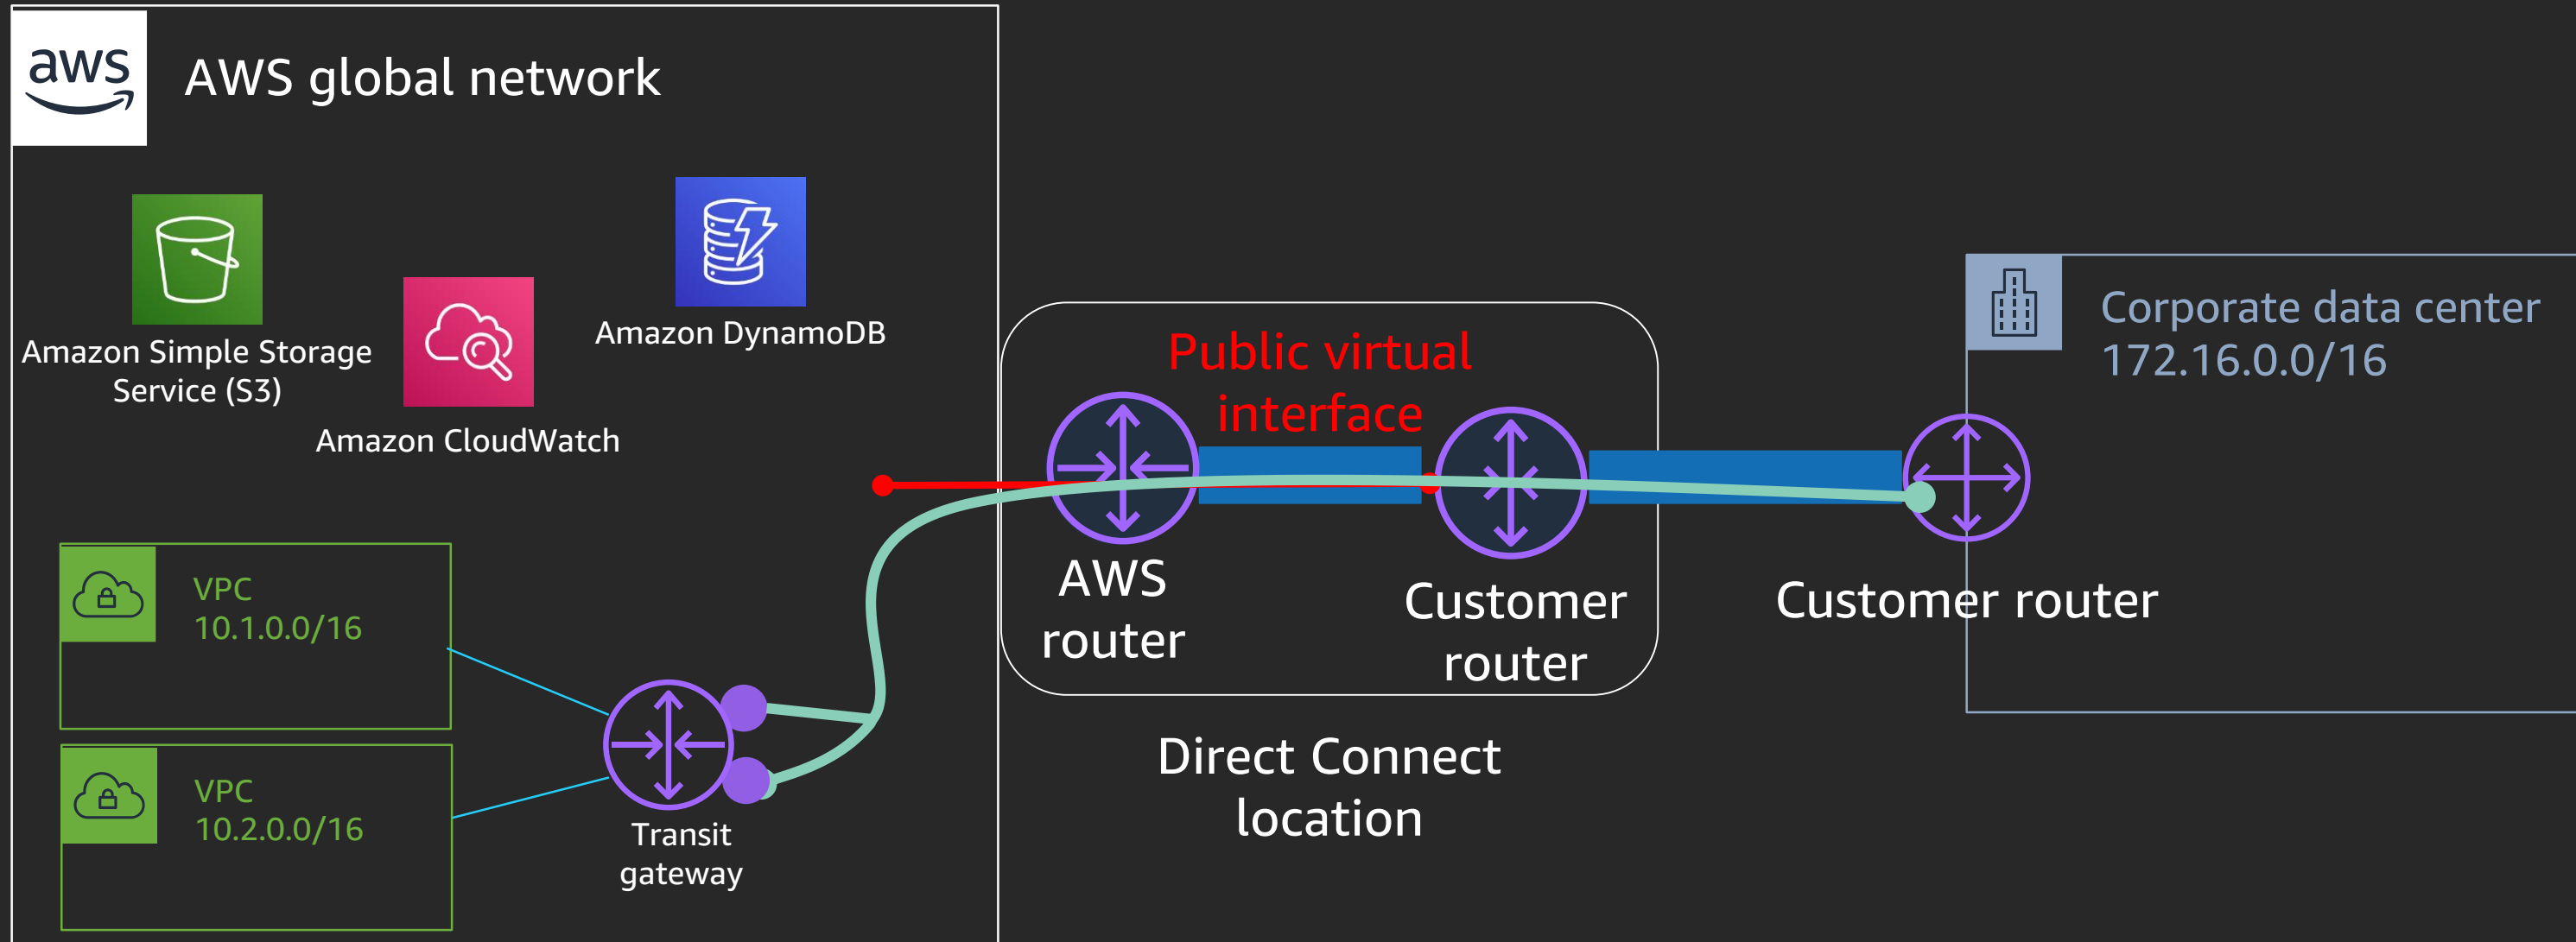 aws
AWS global network
Amazon Simple Storage
Service (S3)
Amazon CloudWatch
Amazon DynamoDB
VPC
10.1.0.0/16
VPC
10.2.0.0/16
Transit
gateway
Public virtual
interface
AWS
router
Customer
router
Direct Connect
location
Customer router
Corporate data center
172.16.0.0/16